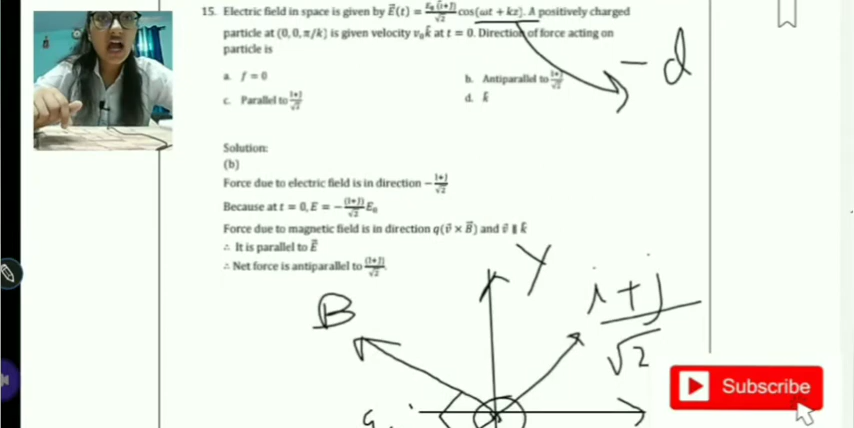 15. Electric field in space is given by E⃗(t) = E₀ (î+ĵ)/√2 cos(ωt + kz). A positively charged
particle at (0, 0, π/k) is given velocity v₀k̂ at t = 0. Direction of force acting on
particle is
a. f = 0
b. Antiparallel to (î+ĵ)/√2
c. Parallel to (î+ĵ)/√2
d. k̂
- d
Solution:
(b)
Force due to electric field is in direction − (î+ĵ)/√2
Because at t = 0, E = − (î+ĵ)/√2 E₀
Force due to magnetic field is in direction q(v⃗ × B⃗) and v⃗ ∥ k̂
∴ It is parallel to E⃗
∴ Net force is antiparallel to (î+ĵ)/√2.
Y
B
i + j
√2
Subscribe